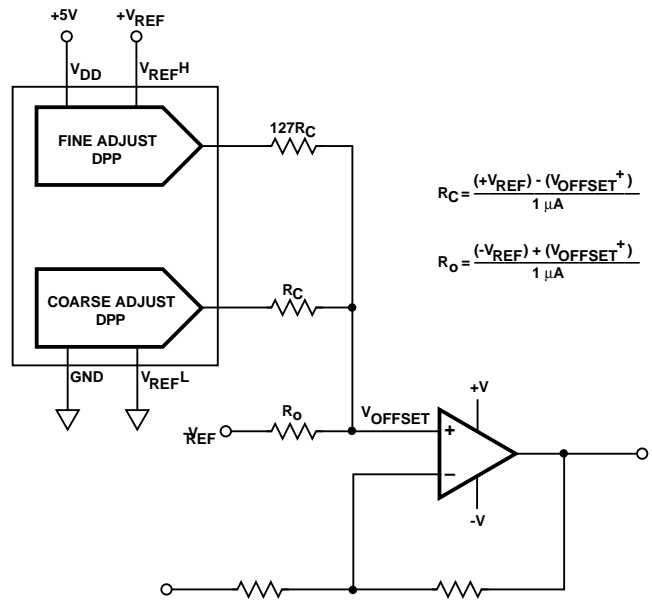 +5V
+VREF
VDD
VREFH
FINE ADJUST
DPP
127RC
RC = (+VREF) - (VOFFSET+)
1 μA
Ro = (-VREF) + (VOFFSET+)
1 μA
COARSE ADJUST
DPP
RC
GND
VREFL
-VREF
Ro
VOFFSET
+V
+
−
-V